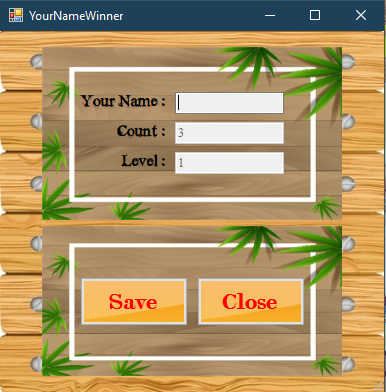 YourNameWinner
Your Name :
Count : 3
Level : 1
Save Close